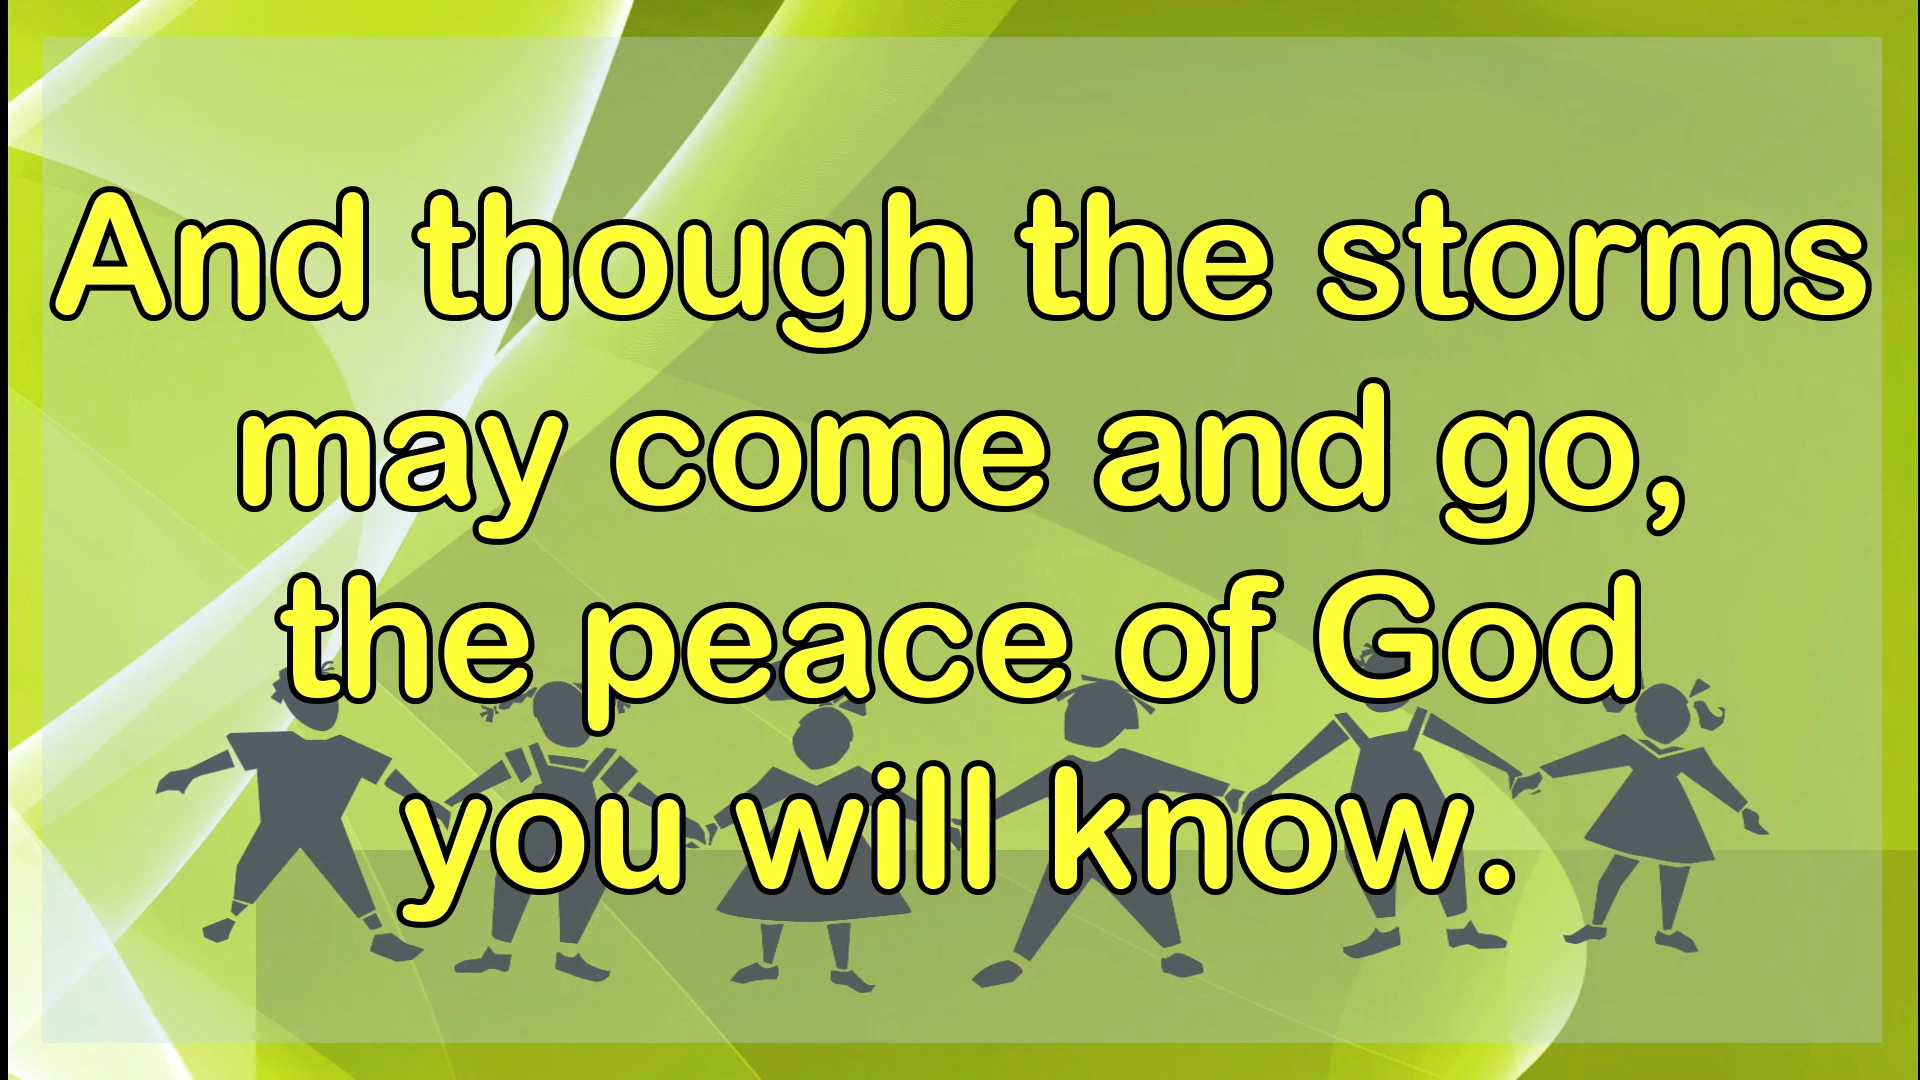 And though the storms
may come and go,
the peace of God
you will know.